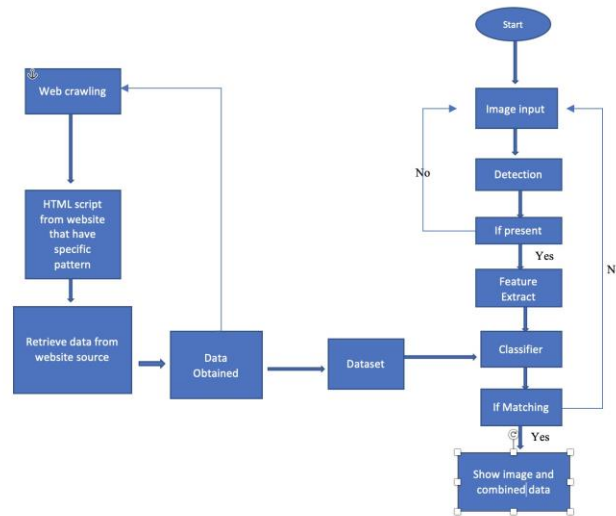 Start
Web crawling
Image input
No
Detection
HTML script
from website
that have
specific
pattern
If present
Yes
N
Feature
Extract
Retrieve data from
website source
Data
Obtained
Dataset
Classifier
If Matching
Yes
Show image and
combined data